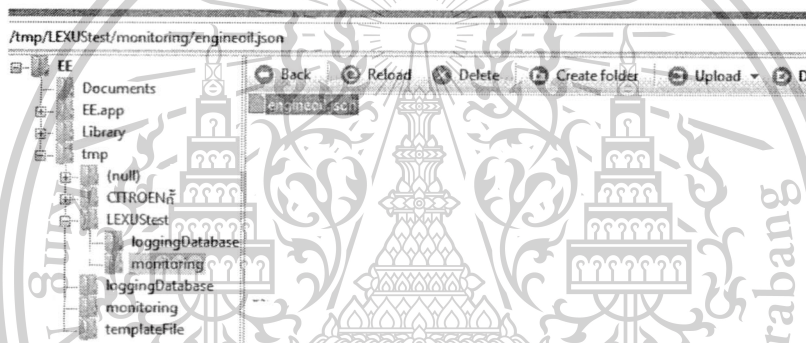 /tmp/LEXUStest/monitoring/engineoil.json
EE
Documents
EE.app
Library
tmp
(null)
CITROEN
LEXUStest
loggingDatabase
monitoring
loggingDatabase
monitoring
templateFile
Back Reload Delete Create folder Upload D
engineoil.json
rabang